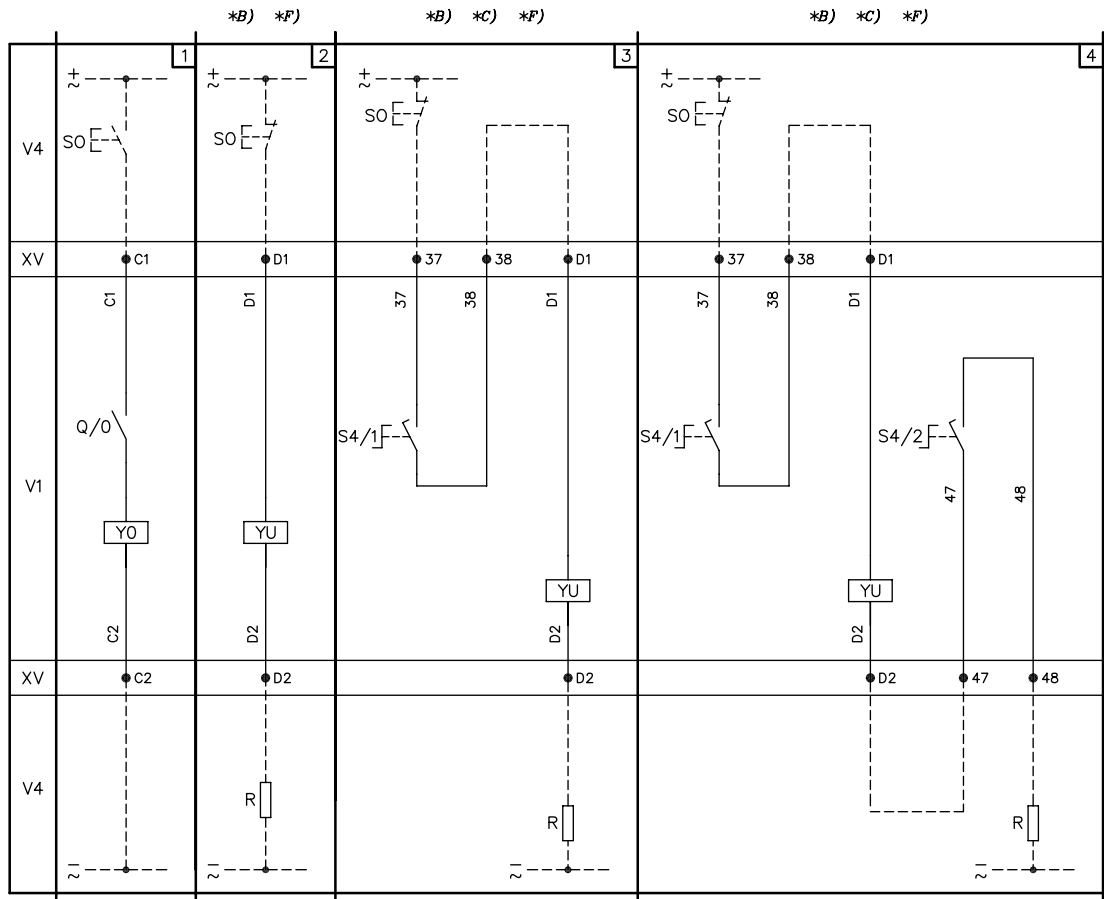 *B) *F) *B) *C) *F) *B) *C) *F)
1 2 3 4
+ ~ + ~ + ~ + ~
SO SO
V4 SO SO
XV C1 D1 37 38 D1 37 38 D1
C1 D1 37 38 D1 37 38 D1
Q/0 S4/1 S4/1 S4/2
V1 47 48
YO YU
YU YU
C2 D2 D2 D2
XV C2 D2 D2 D2 47 48
V4 R R R
− ~ − ~ − ~ − ~